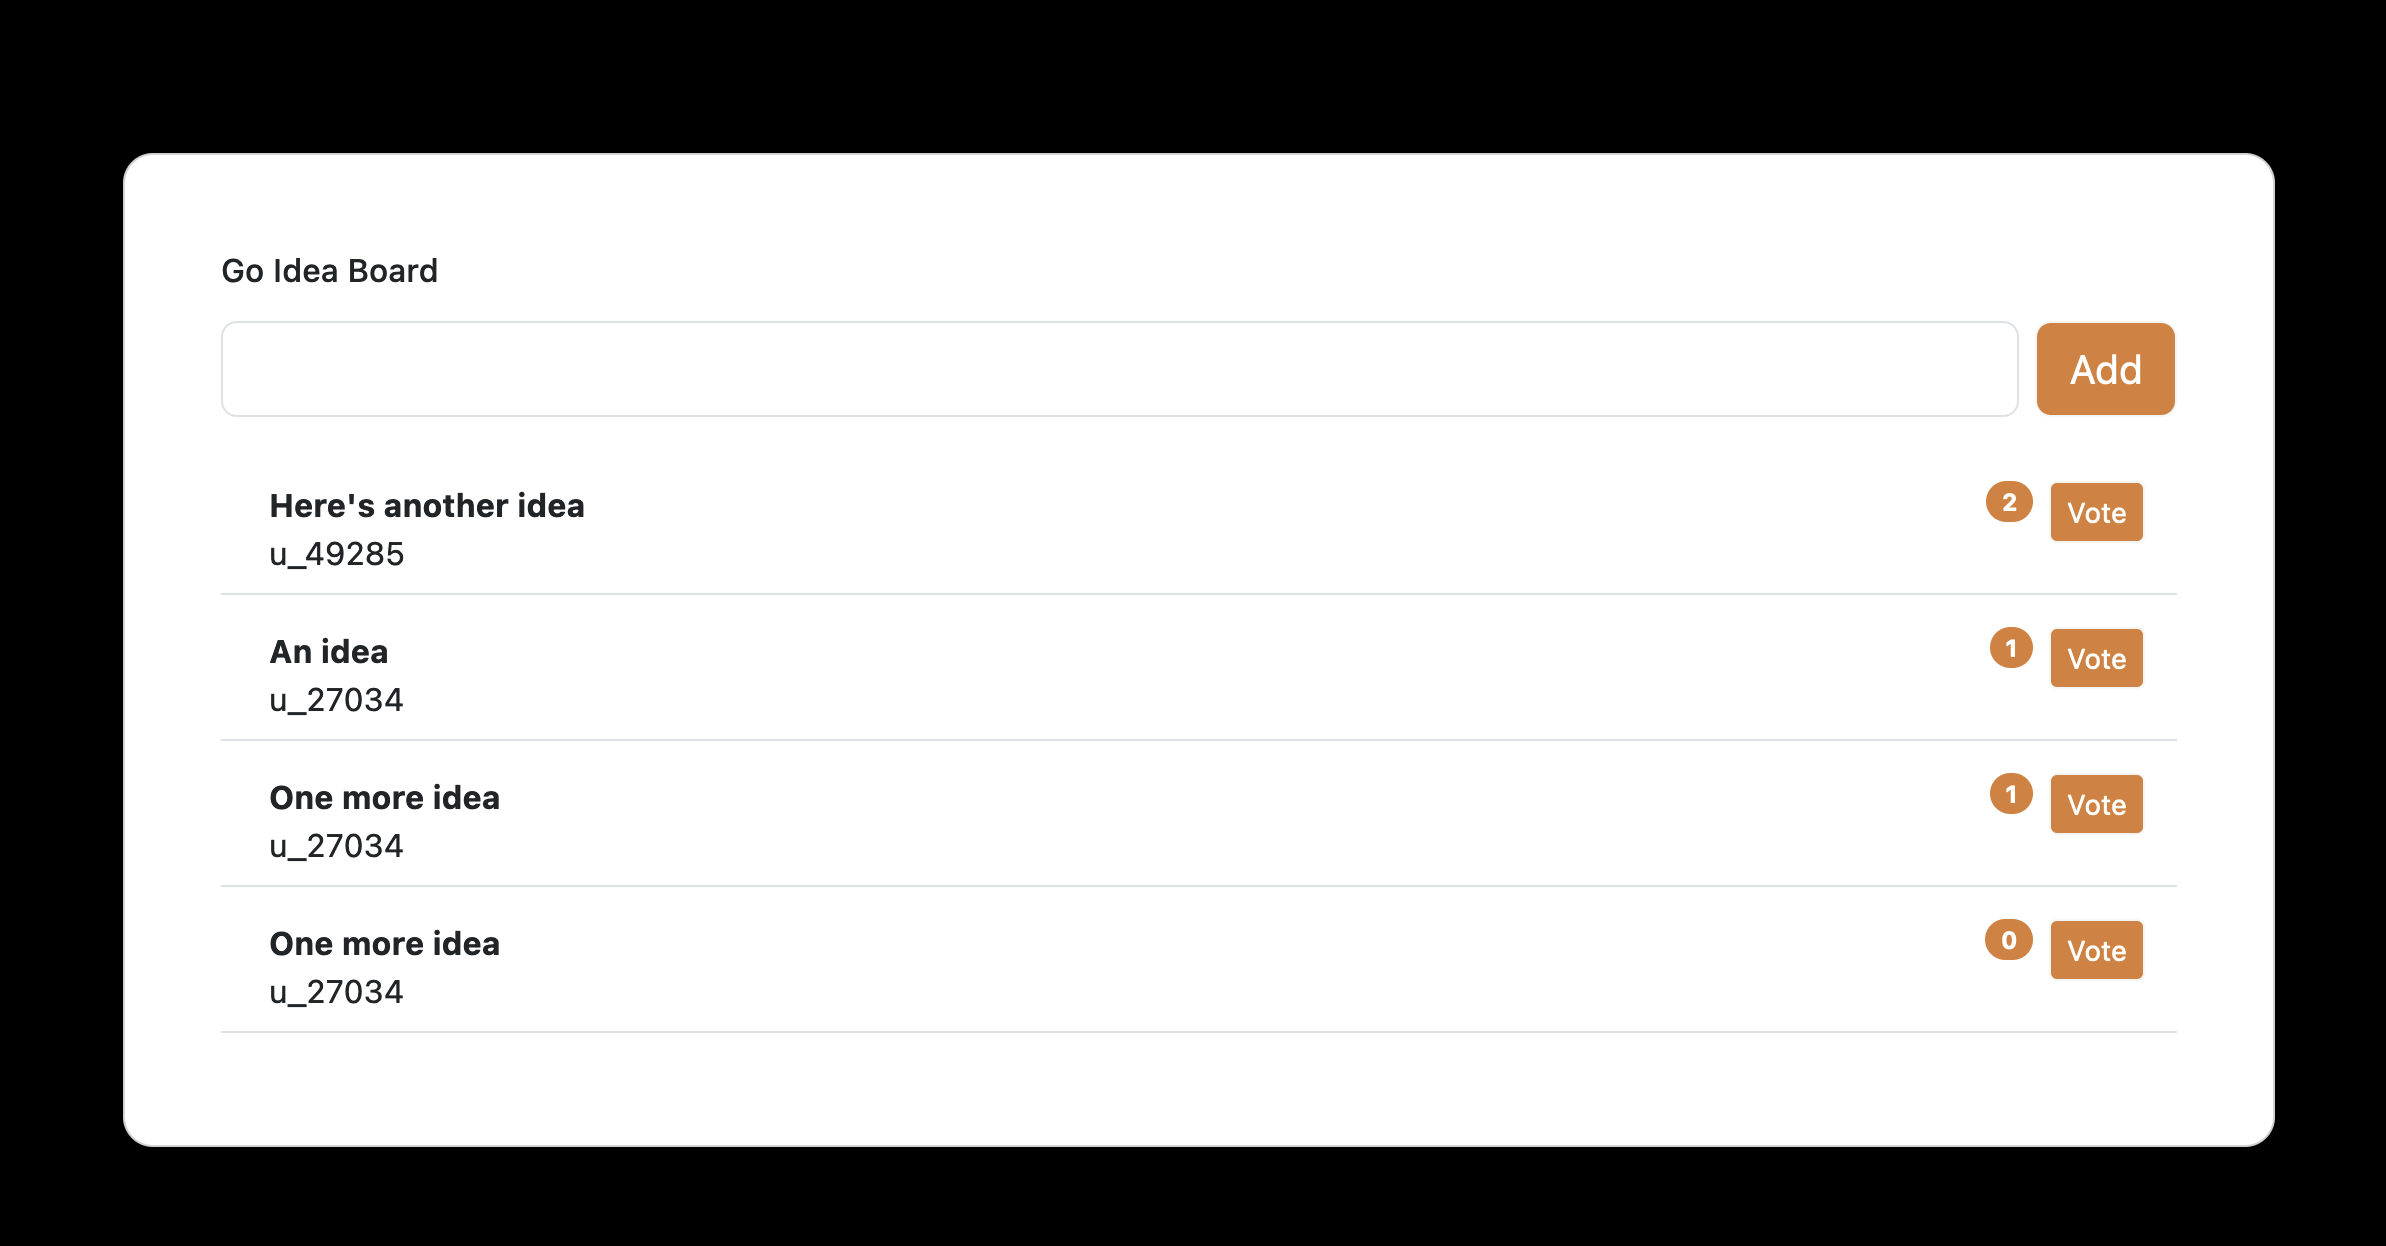 Go Idea Board
Add
Here's another idea
2
Vote
u_49285
An idea
1
Vote
u_27034
One more idea
1
Vote
u_27034
One more idea
0
Vote
u_27034